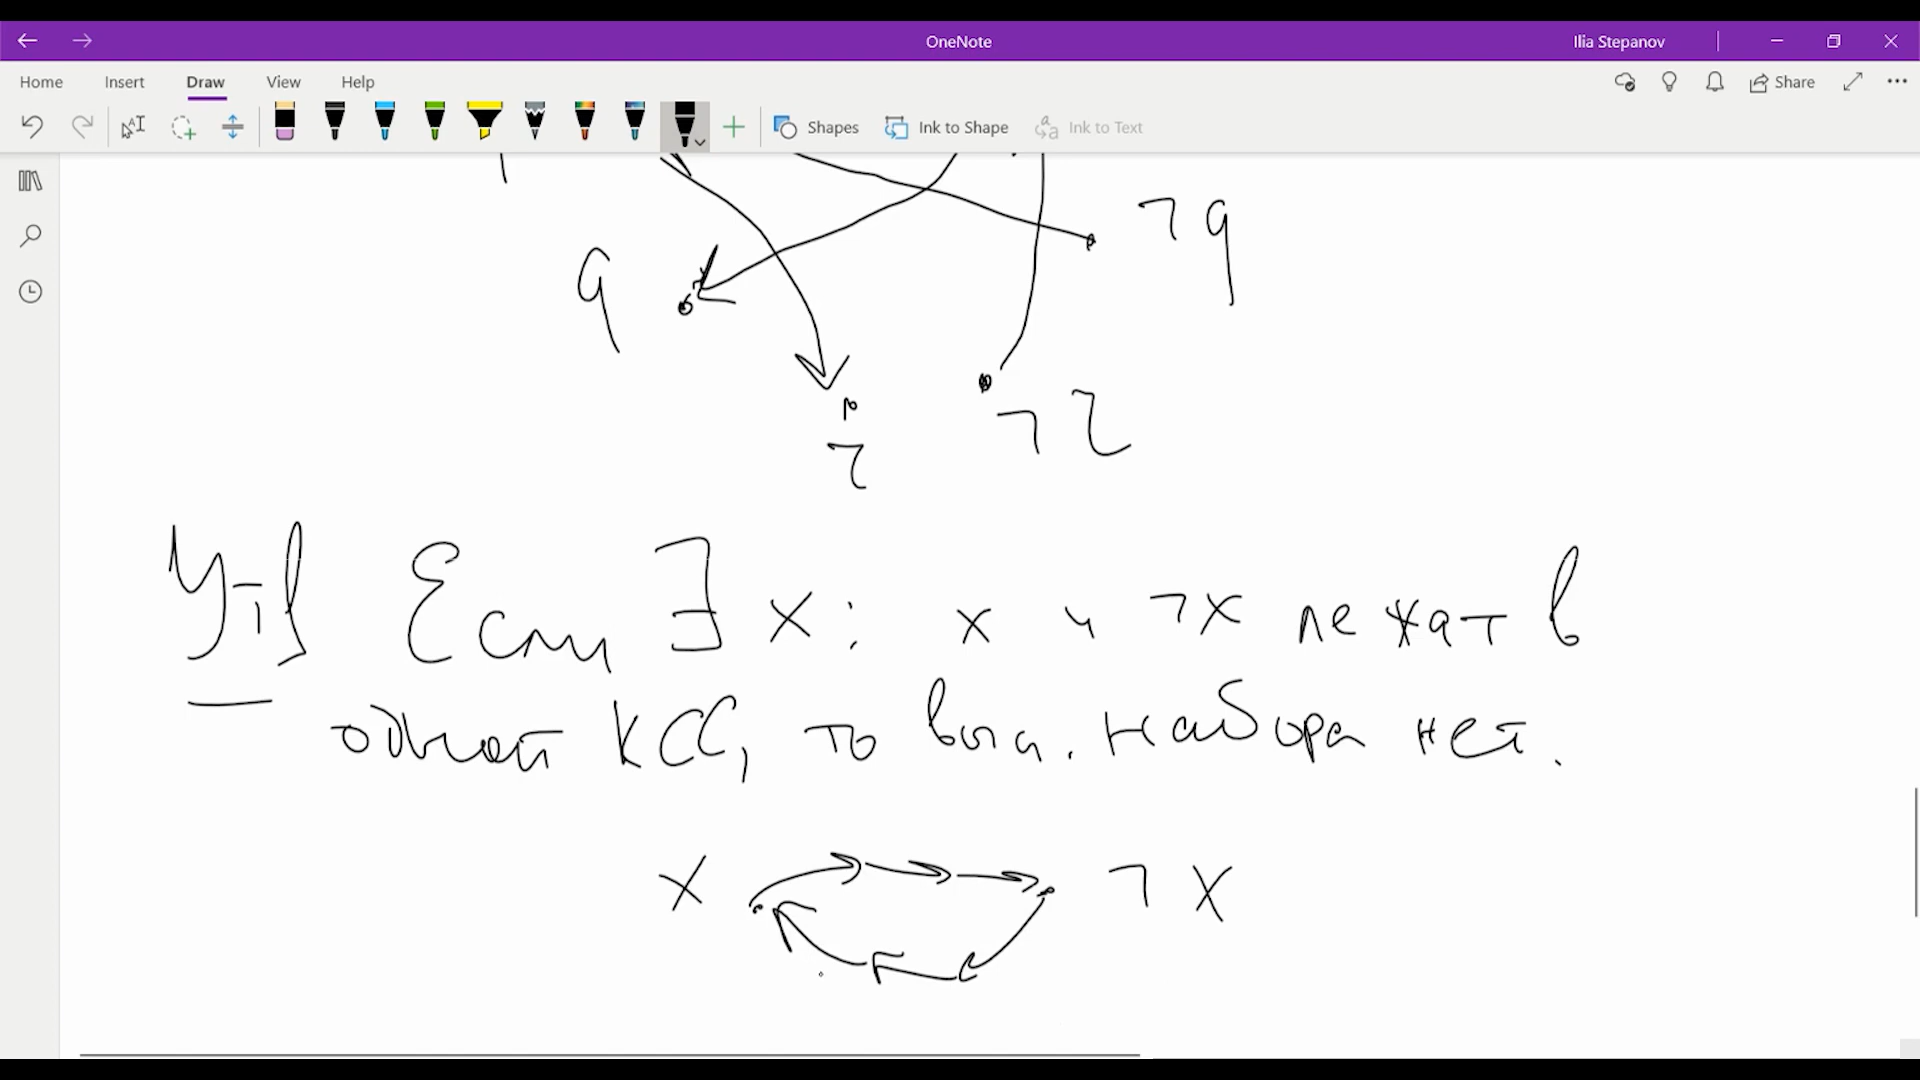 OneNote
Ilia Stepanov
Home Insert Draw View Help
Share
Shapes Ink to Shape Ink to Text
¬q
q
¬z
z
Утв Если ∃ x: x и ¬x лежат в
одной КСС, то вып. набора нет.
x ¬x